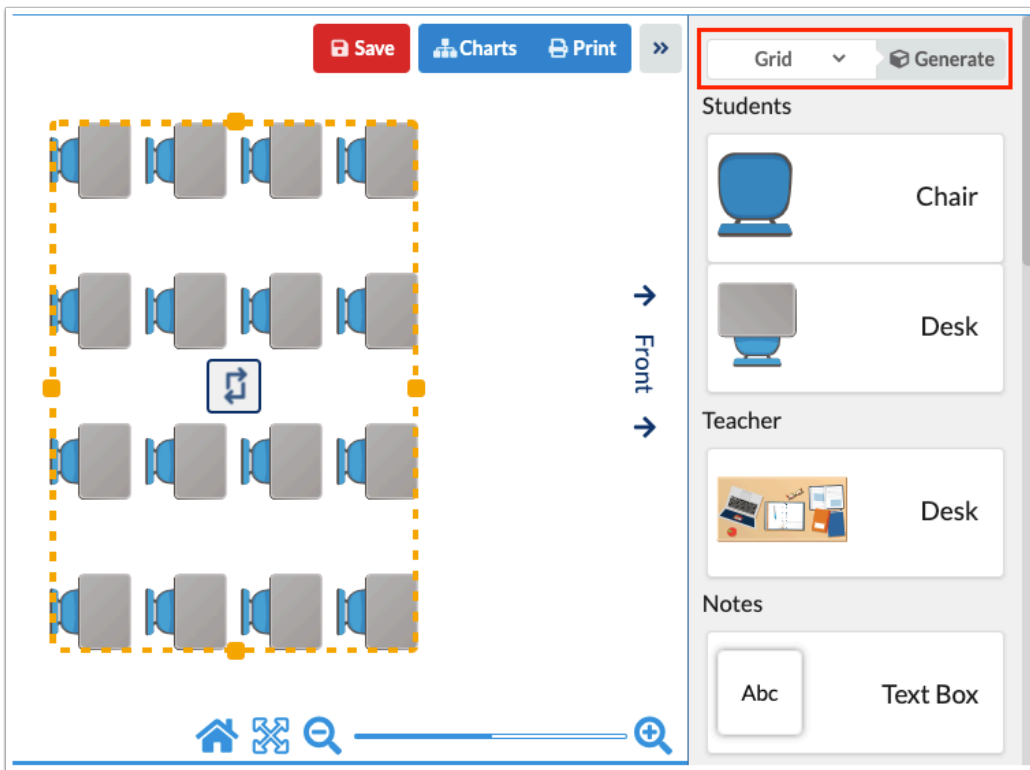 Save
Charts
Print
»
Grid
Generate
Students
Chair
Desk
Front
Teacher
Desk
Notes
Abc
Text Box